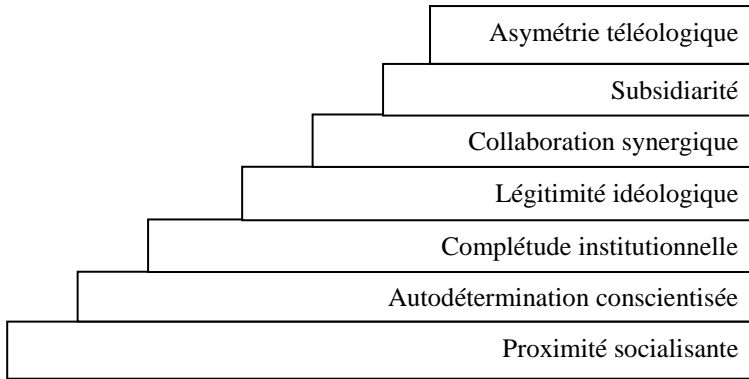 Asymétrie téléologique
Subsidiarité
Collaboration synergique
Légitimité idéologique
Complétude institutionnelle
Autodétermination conscientisée
Proximité socialisante